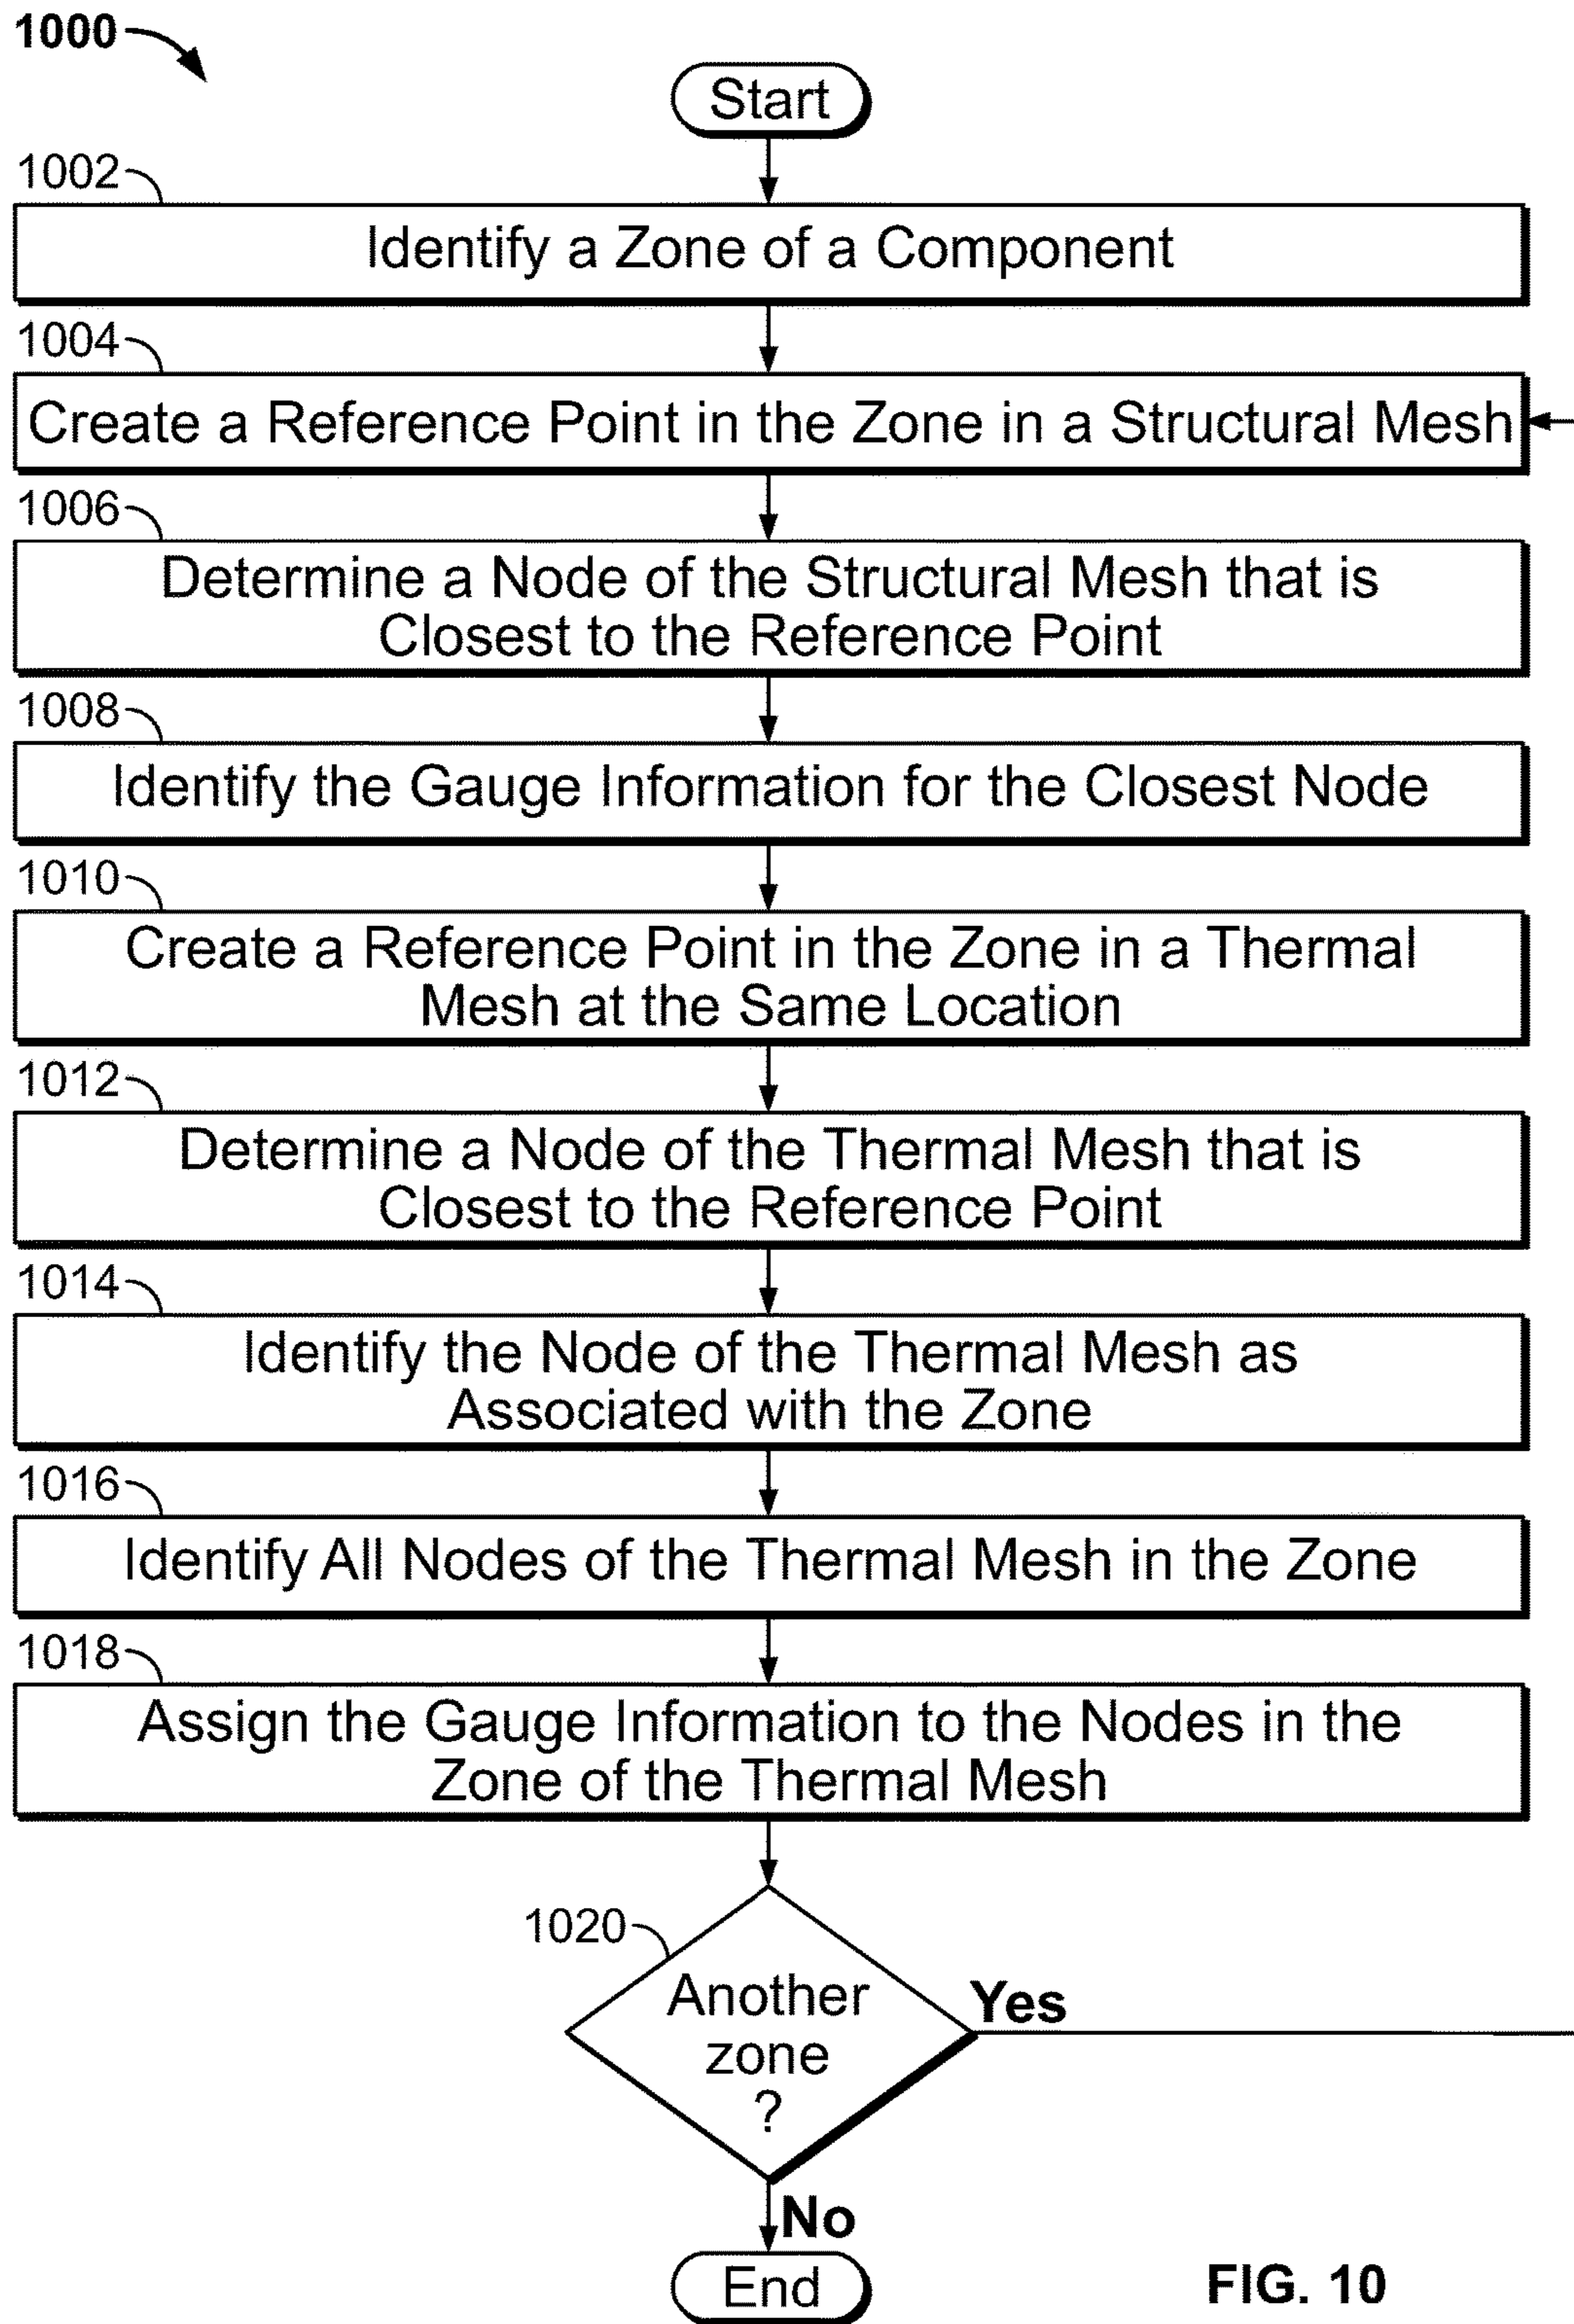 1000
Start
1002
Identify a Zone of a Component
1004
Create a Reference Point in the Zone in a Structural Mesh
1006
Determine a Node of the Structural Mesh that is
Closest to the Reference Point
1008
Identify the Gauge Information for the Closest Node
1010
Create a Reference Point in the Zone in a Thermal
Mesh at the Same Location
1012
Determine a Node of the Thermal Mesh that is
Closest to the Reference Point
1014
Identify the Node of the Thermal Mesh as
Associated with the Zone
1016
Identify All Nodes of the Thermal Mesh in the Zone
1018
Assign the Gauge Information to the Nodes in the
Zone of the Thermal Mesh
1020
Another
zone
?
Yes
No
End
FIG. 10